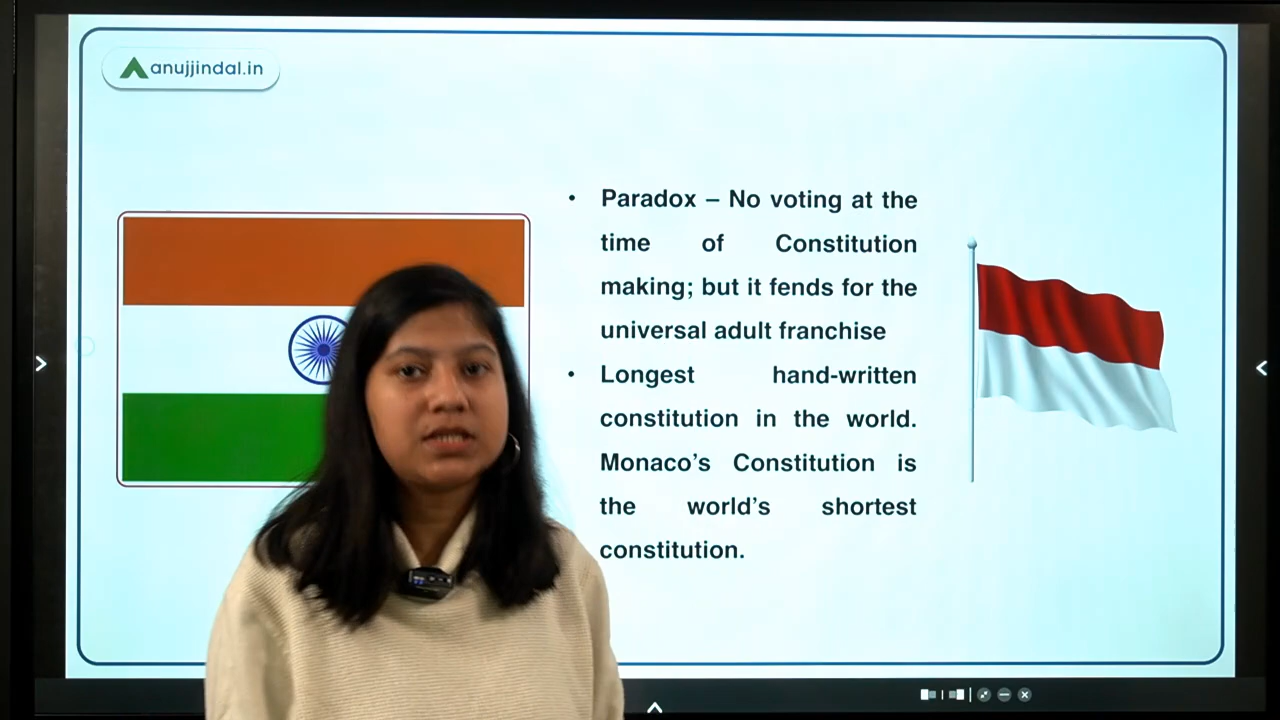 anujjindal.in
• Paradox – No voting at the
time of Constitution
making; but it fends for the
universal adult franchise
• Longest hand-written
constitution in the world.
Monaco’s Constitution is
the world’s shortest
constitution.